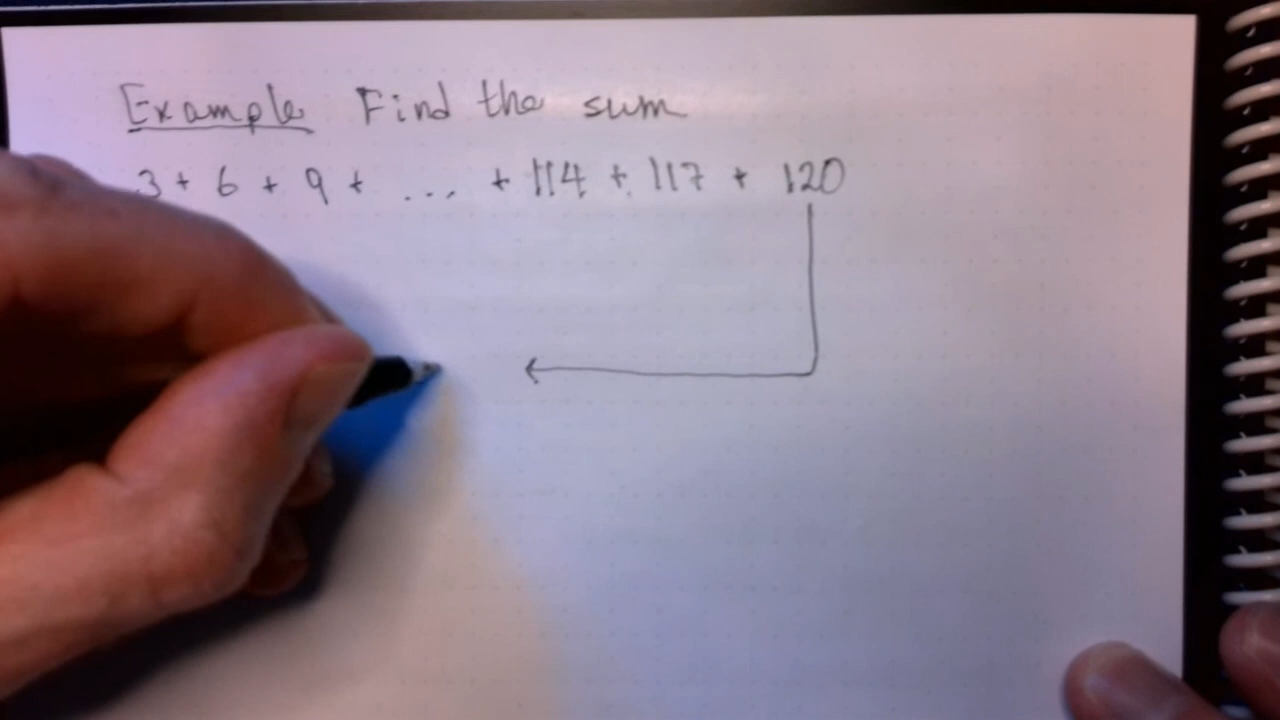 Example Find the sum
3 + 6 + 9 + ... + 114 + 117 + 120